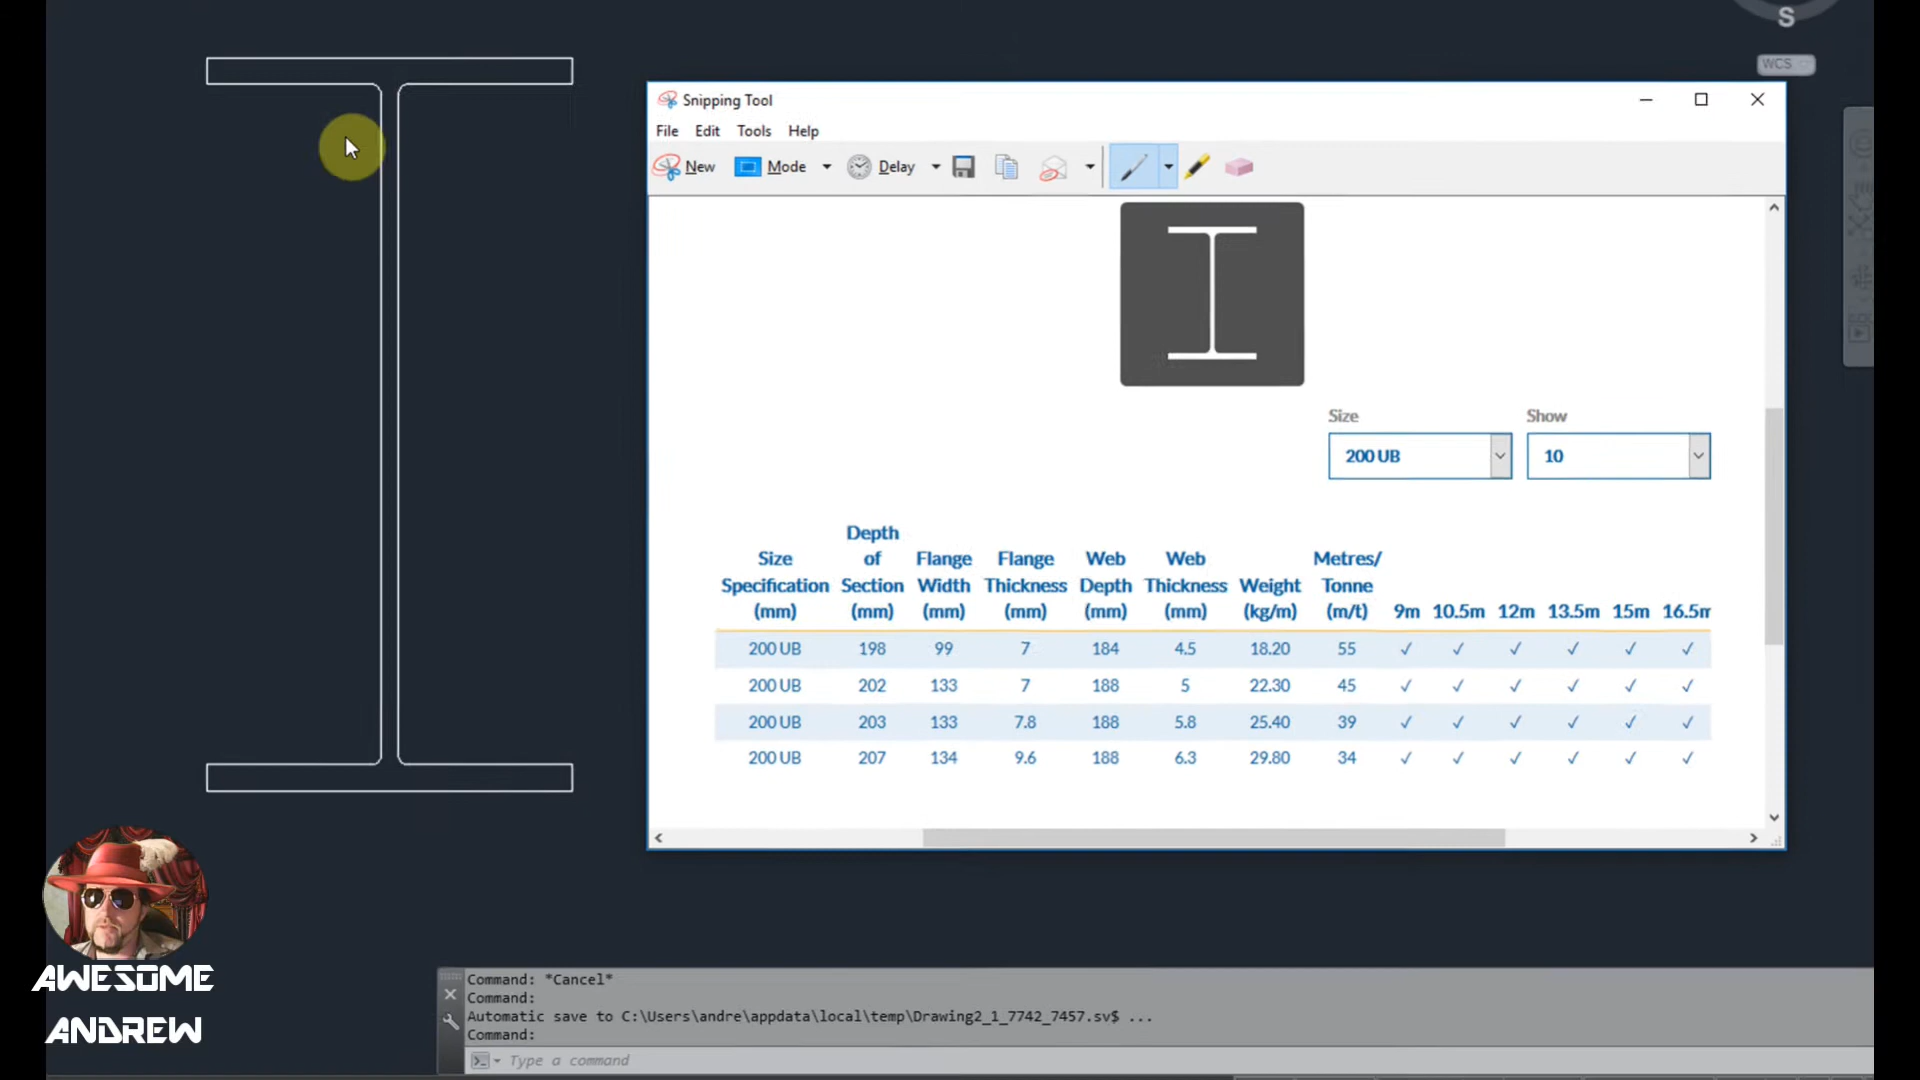 S
WCS
Snipping Tool
File Edit Tools Help
New Mode Delay
Size Show
200 UB 10
Size Specification (mm) Depth of Section (mm) Flange Width (mm) Flange Thickness (mm) Web Depth (mm) Web Thickness (mm) Weight (kg/m) Metres/ Tonne (m/t) 9m 10.5m 12m 13.5m 15m 16.5m
200 UB 198 99 7 184 4.5 18.20 55 ✓ ✓ ✓ ✓ ✓ ✓
200 UB 202 133 7 188 5 22.30 45 ✓ ✓ ✓ ✓ ✓ ✓
200 UB 203 133 7.8 188 5.8 25.40 39 ✓ ✓ ✓ ✓ ✓ ✓
200 UB 207 134 9.6 188 6.3 29.80 34 ✓ ✓ ✓ ✓ ✓ ✓
AWESOME
ANDREW
Command: *Cancel*
Command:
Automatic save to C:\Users\andre\appdata\local\temp\Drawing2_1_7742_7457.sv$ ...
Command:
Type a command